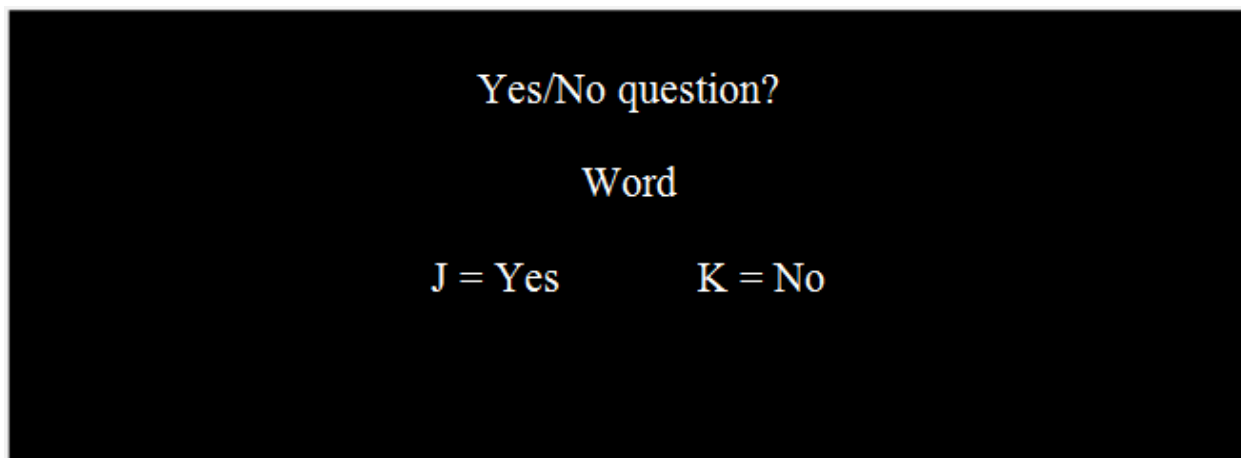 Yes/No question?
Word
J = Yes K = No